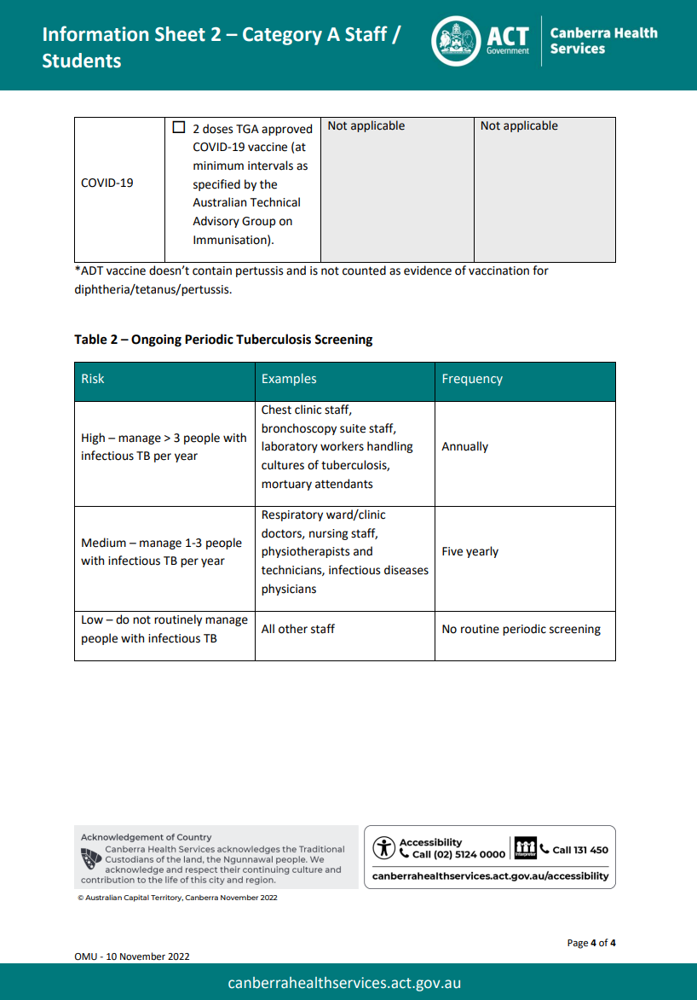 Information Sheet 2 – Category A Staff /
Students
ACT
Government
Canberra Health
Services
COVID-19
☐ 2 doses TGA approved
COVID-19 vaccine (at
minimum intervals as
specified by the
Australian Technical
Advisory Group on
Immunisation).
Not applicable
Not applicable
*ADT vaccine doesn’t contain pertussis and is not counted as evidence of vaccination for
diphtheria/tetanus/pertussis.
Table 2 – Ongoing Periodic Tuberculosis Screening
Risk
Examples
Frequency
High – manage > 3 people with
infectious TB per year
Chest clinic staff,
bronchoscopy suite staff,
laboratory workers handling
cultures of tuberculosis,
mortuary attendants
Annually
Medium – manage 1-3 people
with infectious TB per year
Respiratory ward/clinic
doctors, nursing staff,
physiotherapists and
technicians, infectious diseases
physicians
Five yearly
Low – do not routinely manage
people with infectious TB
All other staff
No routine periodic screening
Acknowledgement of Country
Canberra Health Services acknowledges the Traditional
Custodians of the land, the Ngunnawal people. We
acknowledge and respect their continuing culture and
contribution to the life of this city and region.
Accessibility
Call (02) 5124 0000
Interpreter
Call 131 450
canberrahealthservices.act.gov.au/accessibility
© Australian Capital Territory, Canberra November 2022
Page 4 of 4
OMU - 10 November 2022
canberrahealthservices.act.gov.au